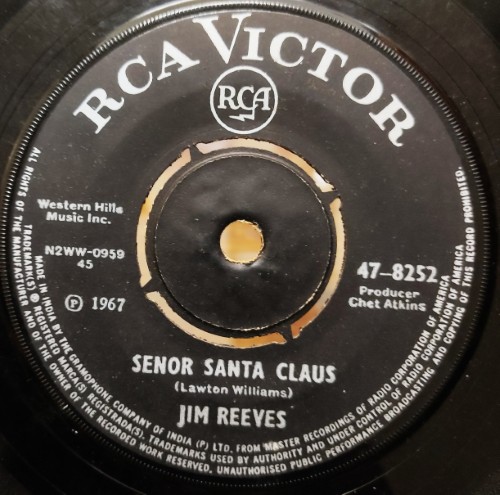 RCA VICTOR
RCA
Western Hills
Music Inc.
N2WW-0959
45
Ⓟ 1967
47-8252
Producer
Chet Atkins
SENOR SANTA CLAUS
(Lawton Williams)
JIM REEVES
MADE IN INDIA BY THE GRAMOPHONE COMPANY OF INDIA (P) LTD. FROM MASTER RECORDINGS OF RADIO CORPORATION OF AMERICA
TRADEMARK(S) ® REGISTERED, MARCA(S) REGISTRADA(S). TRADEMARKS USED BY AUTHORITY AND UNDER CONTROL OF RADIO CORPORATION OF AMERICA
ALL RIGHTS OF THE MANUFACTURER AND OF THE OWNER OF THE RECORDED WORK RESERVED. UNAUTHORISED PUBLIC PERFORMANCE BROADCASTING AND COPYING OF THIS RECORD PROHIBITED.